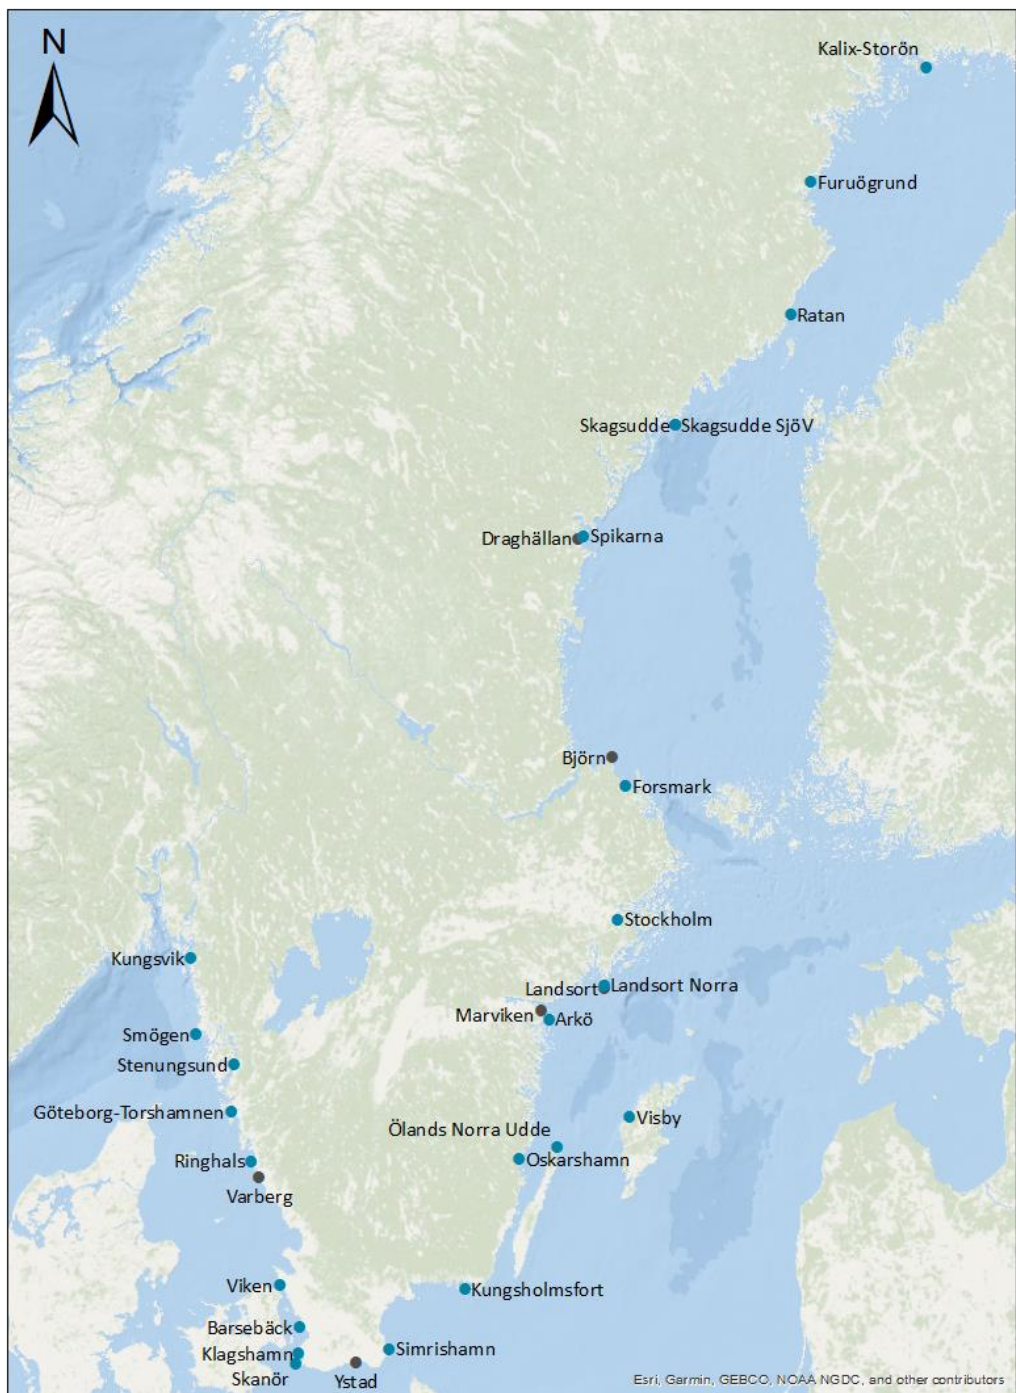 N
Kalix-Storön
Furuögrund
Ratan
Skagsudde
Skagsudde SjöV
Draghällan
Spikarna
Björn
Forsmark
Stockholm
Kungsvik
Landsort
Landsort Norra
Marviken
Arkö
Smögen
Stenungsund
Göteborg-Torshamnen
Visby
Ölands Norra Udde
Oskarshamn
Ringhals
Varberg
Viken
Kungsholmsfort
Barsebäck
Klagshamn
Simrishamn
Skanör
Ystad
Esri, Garmin, GEBCO, NOAA NGDC, and other contributors